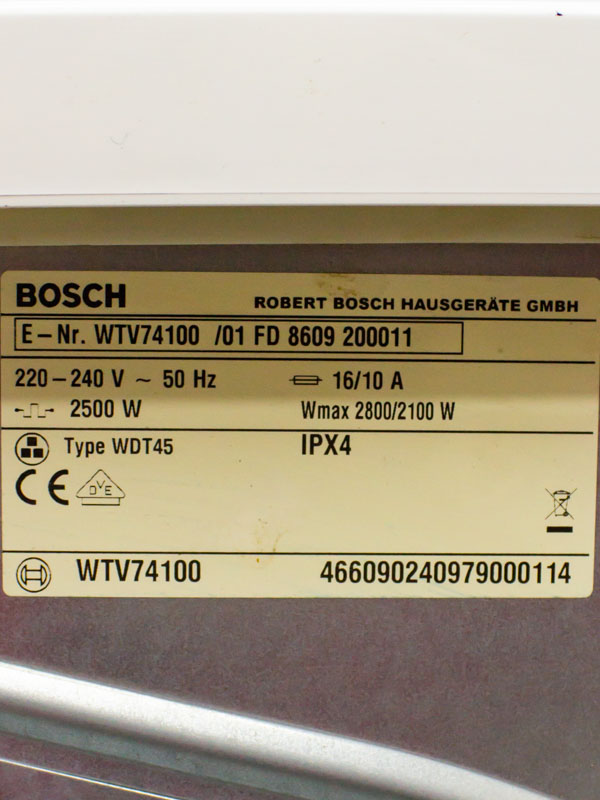 BOSCH ROBERT BOSCH HAUSGERÄTE GMBH
E-Nr. WTV74100 /01 FD 8609 200011
220-240 V ~ 50 Hz 16/10 A
2500 W Wmax 2800/2100 W
Type WDT45 IPX4
CE DVE
WTV74100 466090240979000114